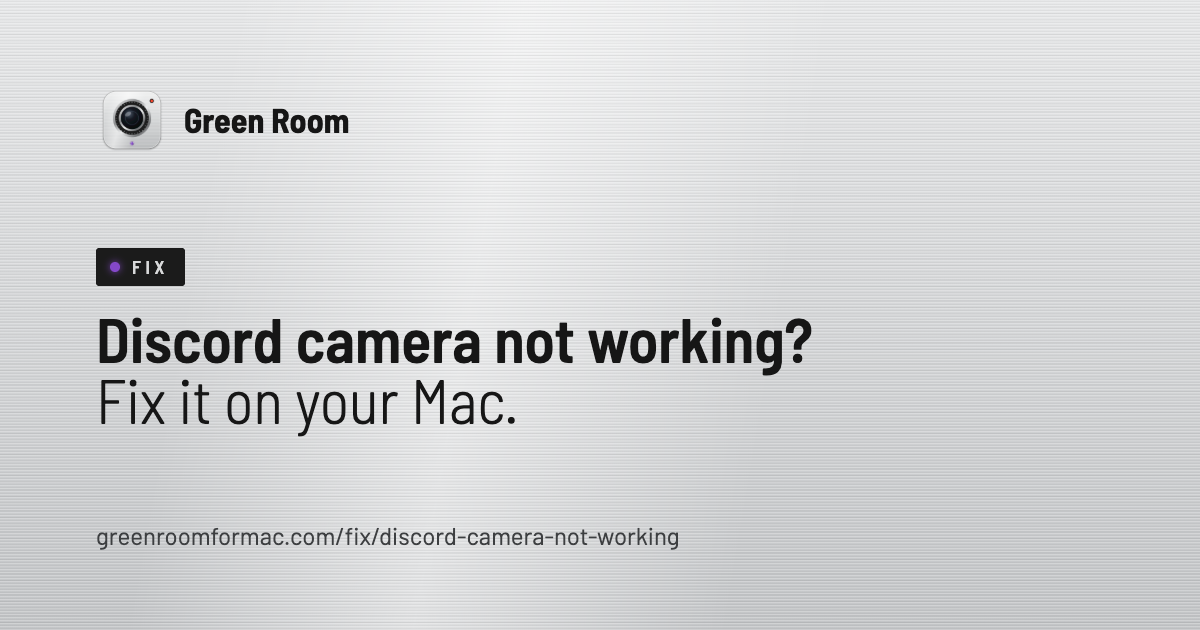 Green Room
FIX
Discord camera not working?
Fix it on your Mac.
greenroomformac.com/fix/discord-camera-not-working